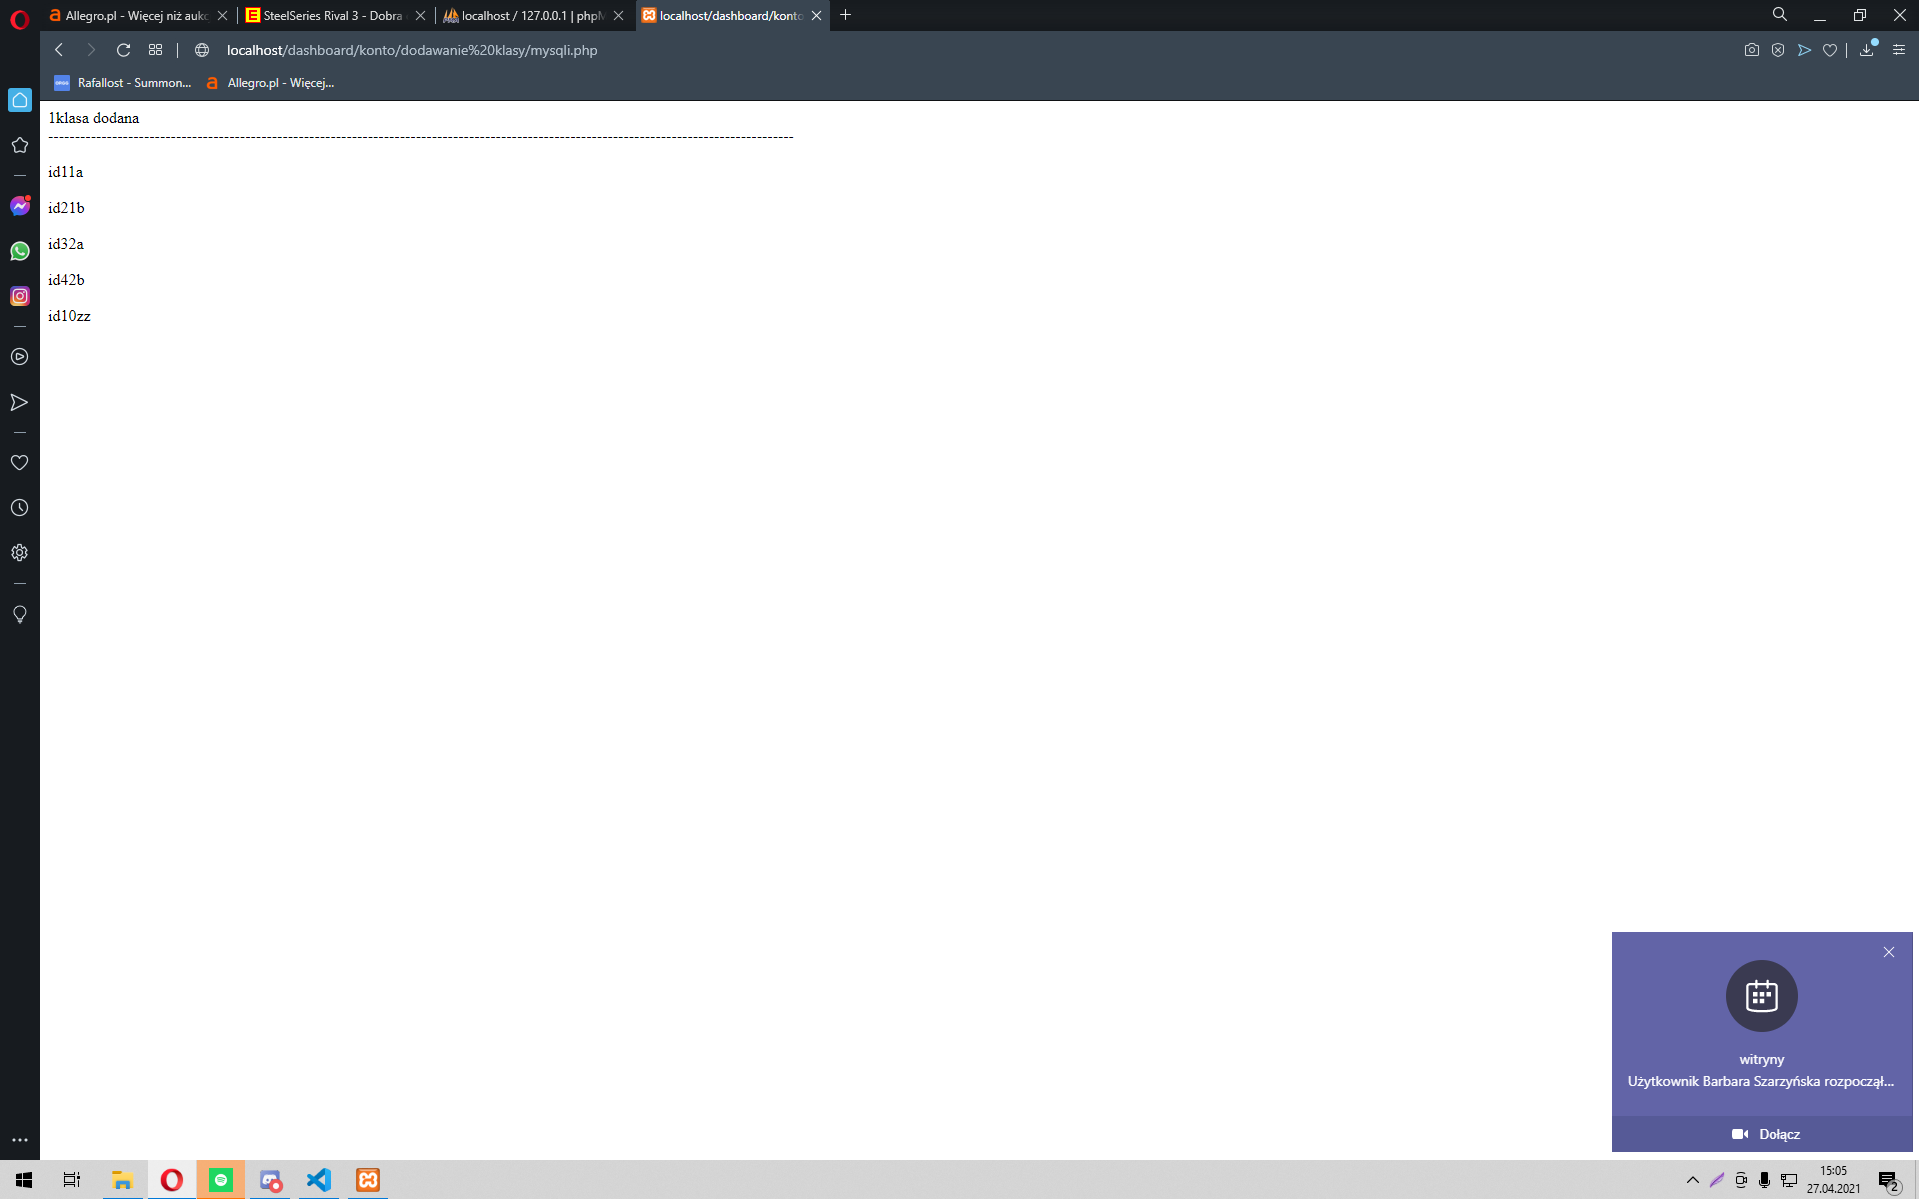 Allegro.pl - Więcej niż aukc
SteelSeries Rival 3 - Dobra
localhost / 127.0.0.1 | phpM
localhost/dashboard/konto
localhost/dashboard/konto/dodawanie%20klasy/mysqli.php
Rafallost - Summon...
Allegro.pl - Więcej...
1klasa dodana
--------------------------------------------------------------------------------------------------------------------------------------------------
id11a
id21b
id32a
id42b
id10zz
witryny
Użytkownik Barbara Szarzyńska rozpoczął...
Dołącz
15:05
27.04.2021
2